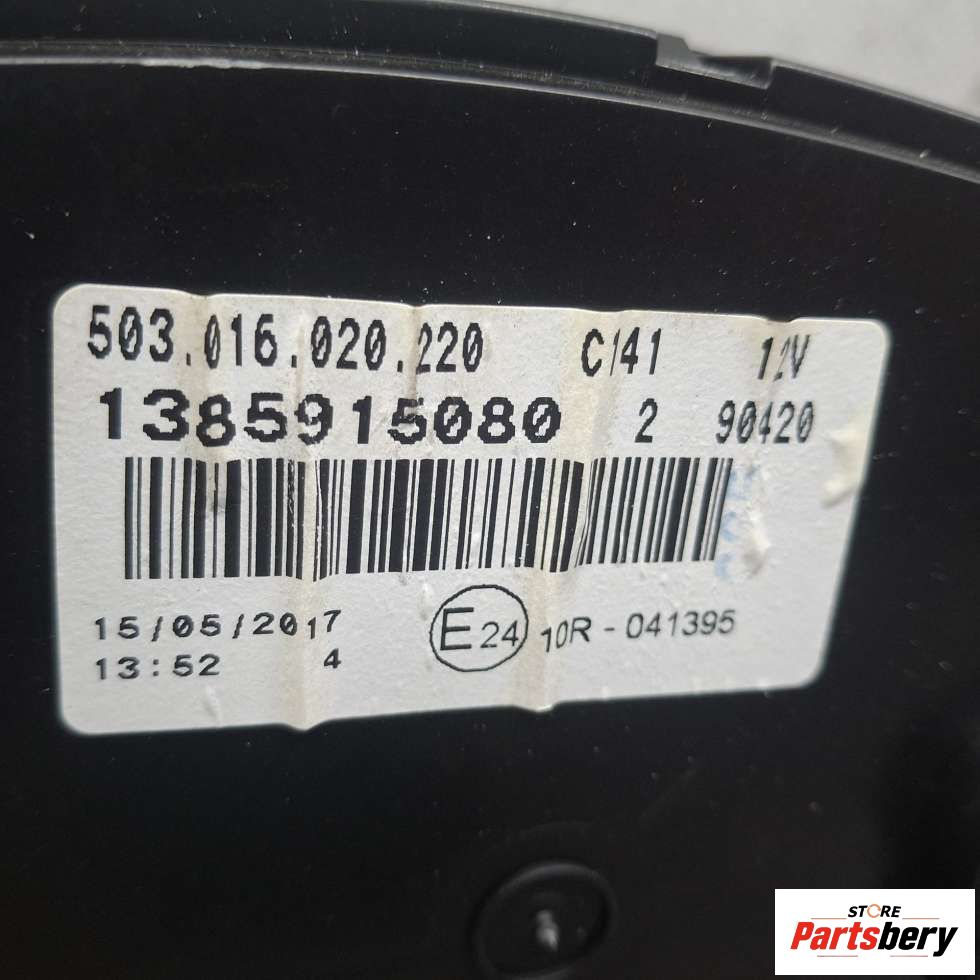 503.016.020.220 C141 12V
1385915080 2 90420
15/05/2017
13:52 4
E24 10R - 041395
STORE
Partsbery